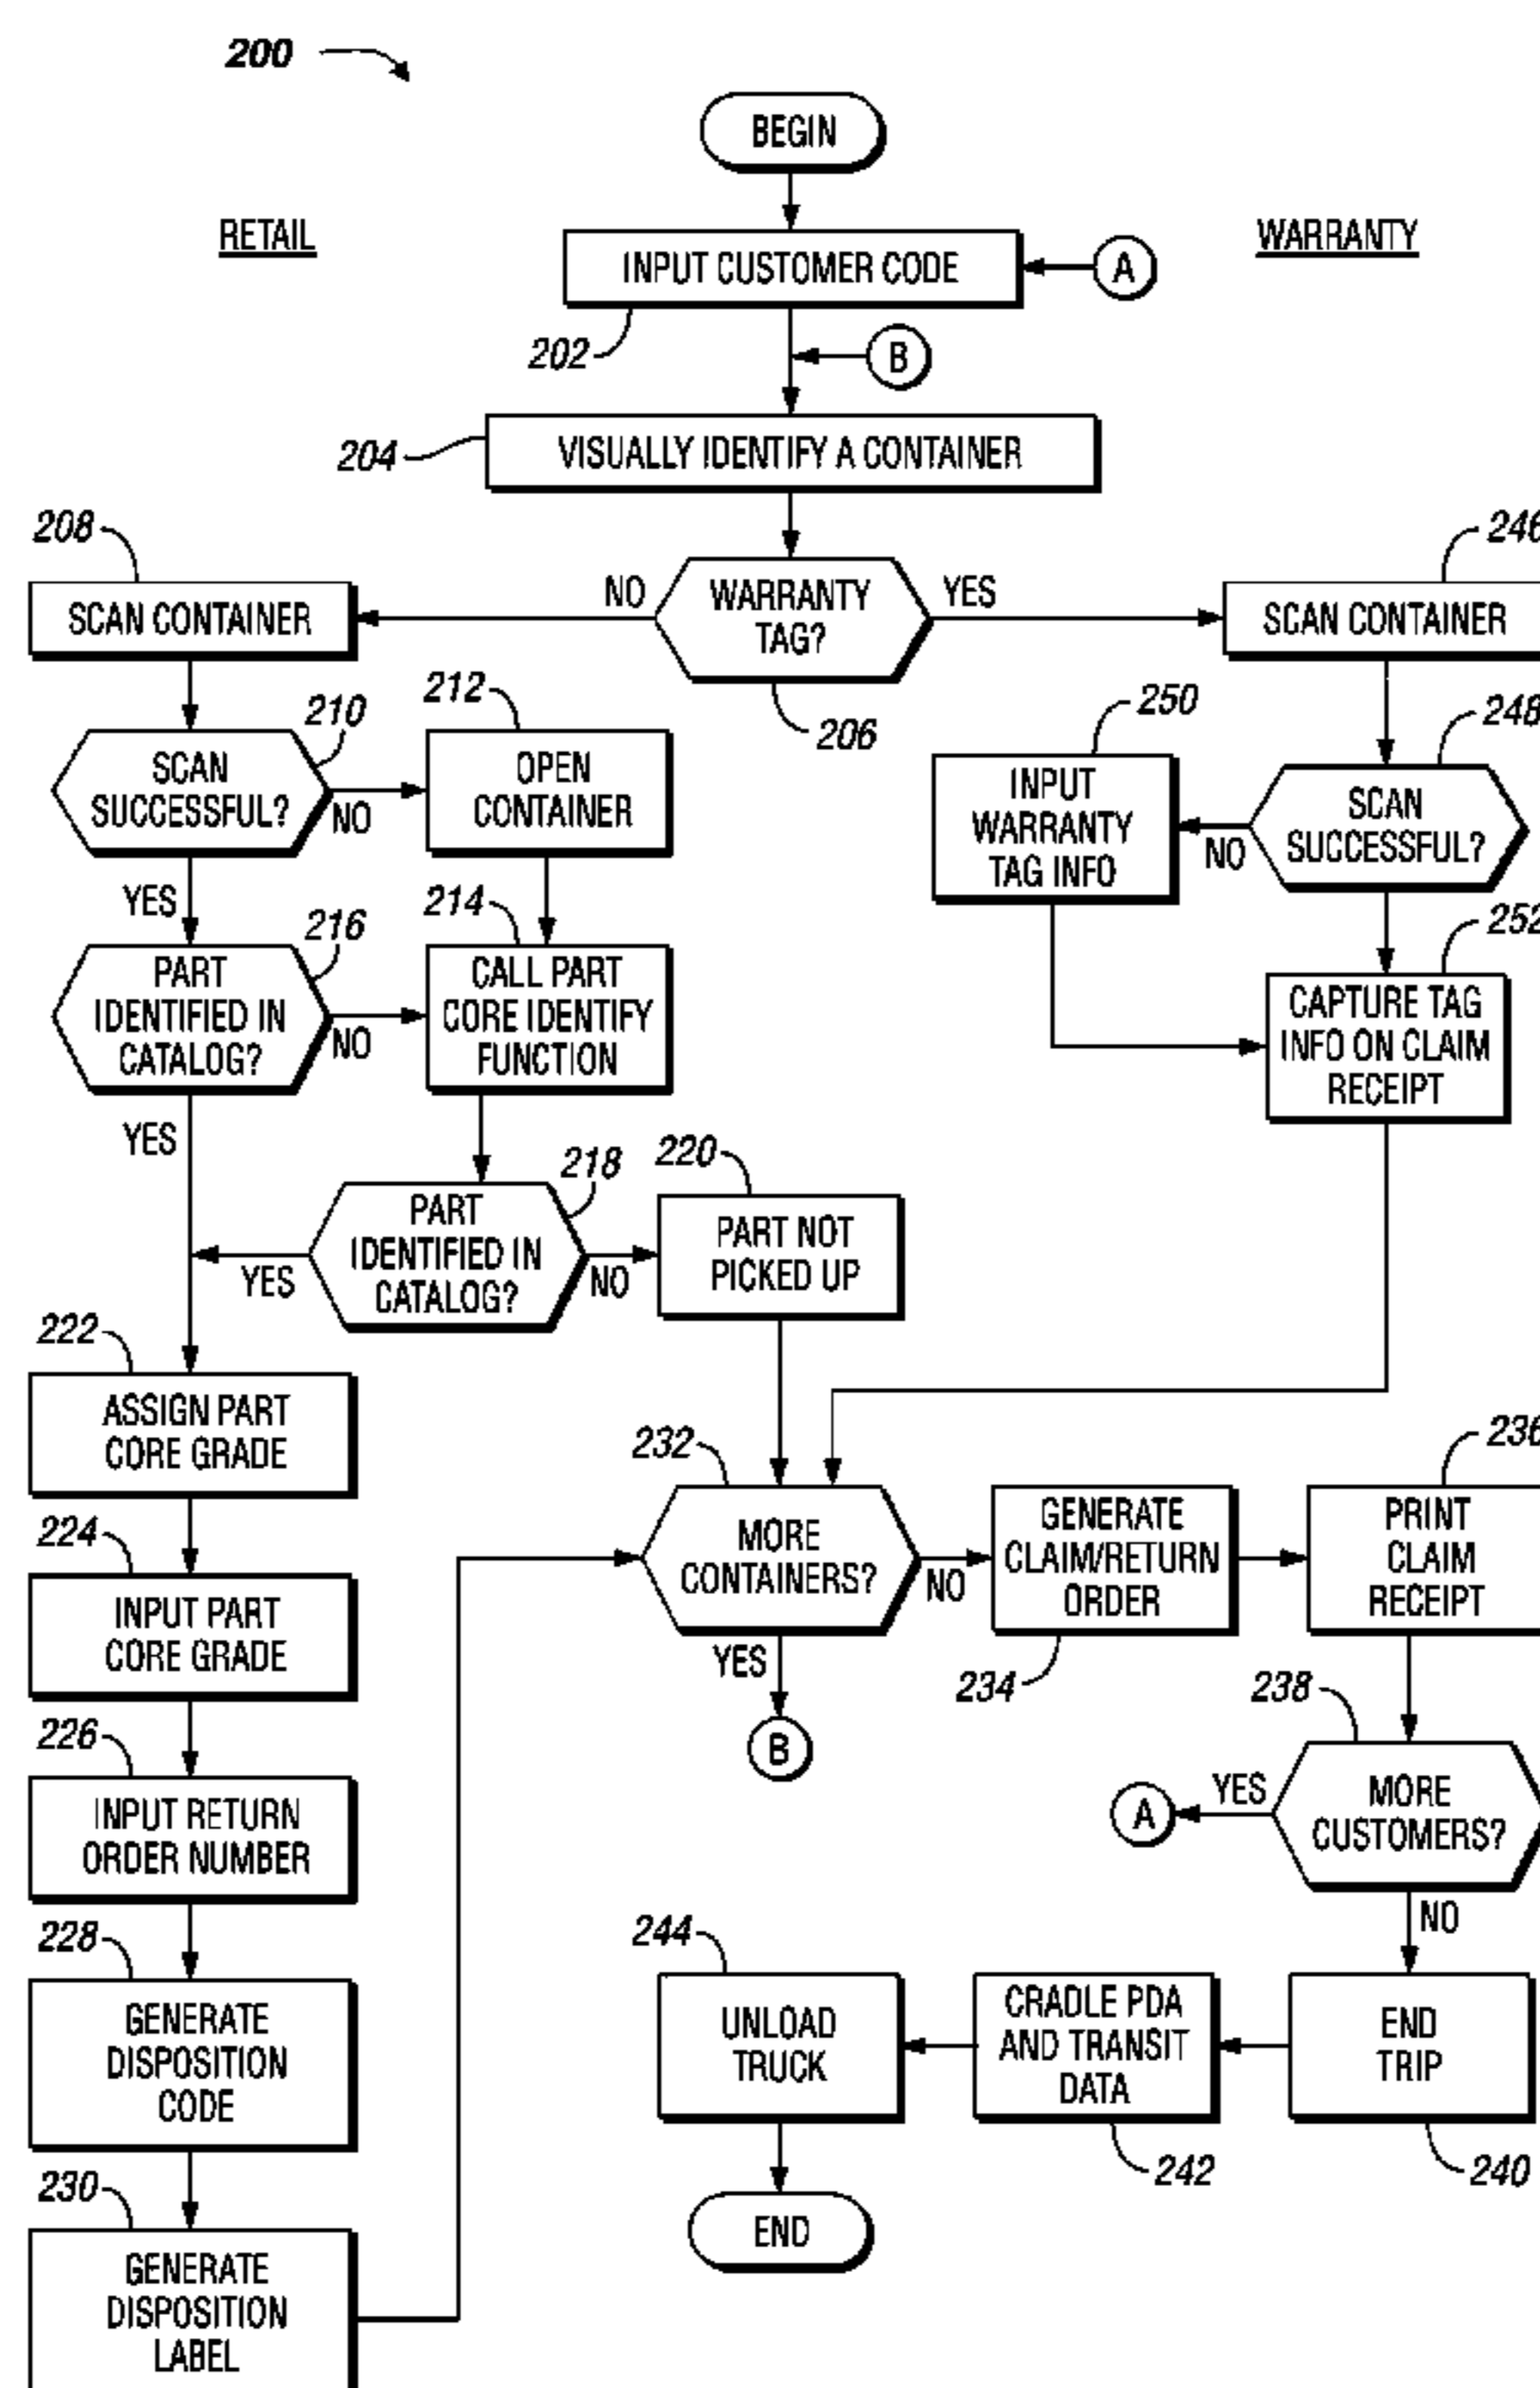 200
BEGIN
RETAIL
WARRANTY
INPUT CUSTOMER CODE
A
202
B
204
VISUALLY IDENTIFY A CONTAINER
208
246
SCAN CONTAINER
NO
WARRANTY
TAG?
YES
SCAN CONTAINER
206
210
SCAN
SUCCESSFUL?
NO
YES
212
OPEN
CONTAINER
250
INPUT
WARRANTY
TAG INFO
248
SCAN
SUCCESSFUL?
NO
216
PART
IDENTIFIED IN
CATALOG?
NO
YES
214
CALL PART
CORE IDENTIFY
FUNCTION
252
CAPTURE TAG
INFO ON CLAIM
RECEIPT
218
PART
IDENTIFIED IN
CATALOG?
YES
NO
220
PART NOT
PICKED UP
222
ASSIGN PART
CORE GRADE
224
INPUT PART
CORE GRADE
226
INPUT RETURN
ORDER NUMBER
228
GENERATE
DISPOSITION
CODE
230
GENERATE
DISPOSITION
LABEL
232
MORE
CONTAINERS?
NO
YES
B
GENERATE
CLAIM/RETURN
ORDER
234
236
PRINT
CLAIM
RECEIPT
238
MORE
CUSTOMERS?
YES
A
NO
244
UNLOAD
TRUCK
CRADLE PDA
AND TRANSIT
DATA
242
END
TRIP
240
END